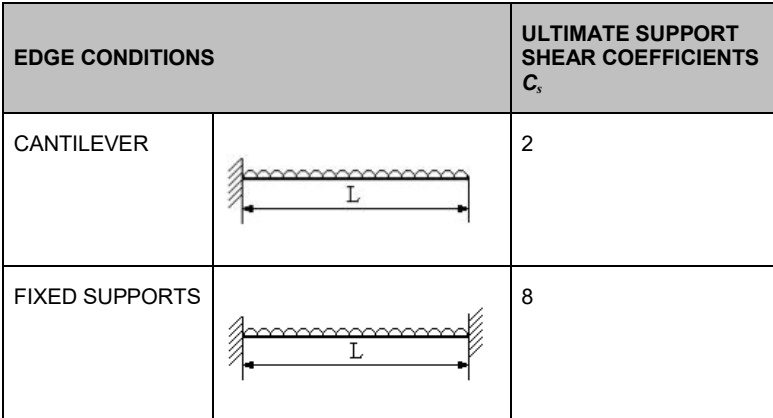 EDGE CONDITIONS
ULTIMATE SUPPORT
SHEAR COEFFICIENTS
Cₛ
CANTILEVER
L
2
FIXED SUPPORTS
L
8